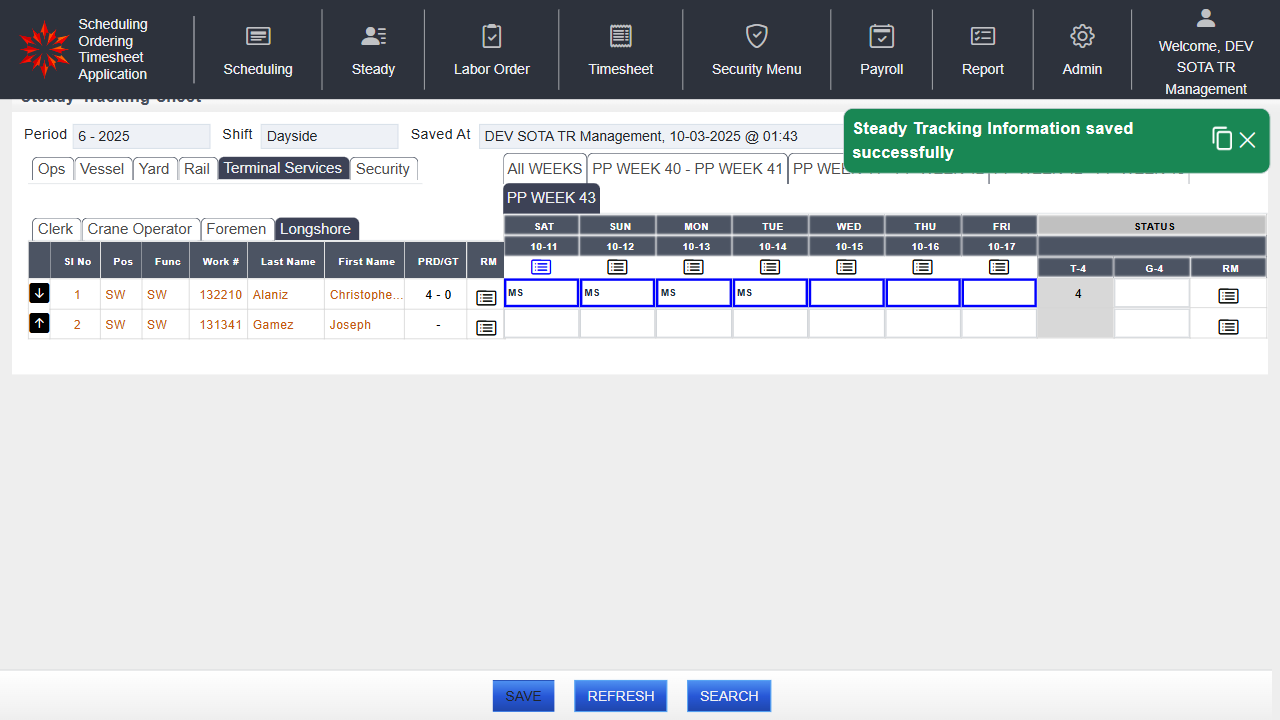 Scheduling
Ordering
Timesheet
Application
Scheduling
Steady
Labor Order
Timesheet
Security Menu
Payroll
Report
Admin
Welcome, DEV
SOTA TR
Management
Steady Tracking Sheet
Period 6 - 2025 Shift Dayside Saved At DEV SOTA TR Management, 10-03-2025 @ 01:43
Steady Tracking Information saved
successfully
Ops Vessel Yard Rail Terminal Services Security
All WEEKS PP WEEK 40 - PP WEEK 41 PP WEEK
PP WEEK 43
Clerk Crane Operator Foremen Longshore
SAT SUN MON TUE WED THU FRI STATUS
10-11 10-12 10-13 10-14 10-15 10-16 10-17
SI No Pos Func Work # Last Name First Name PRD/GT RM T-4 G-4 RM
1 SW SW 132210 Alaniz Christophe... 4 - 0 MS MS MS MS 4
2 SW SW 131341 Gamez Joseph -
SAVE REFRESH SEARCH